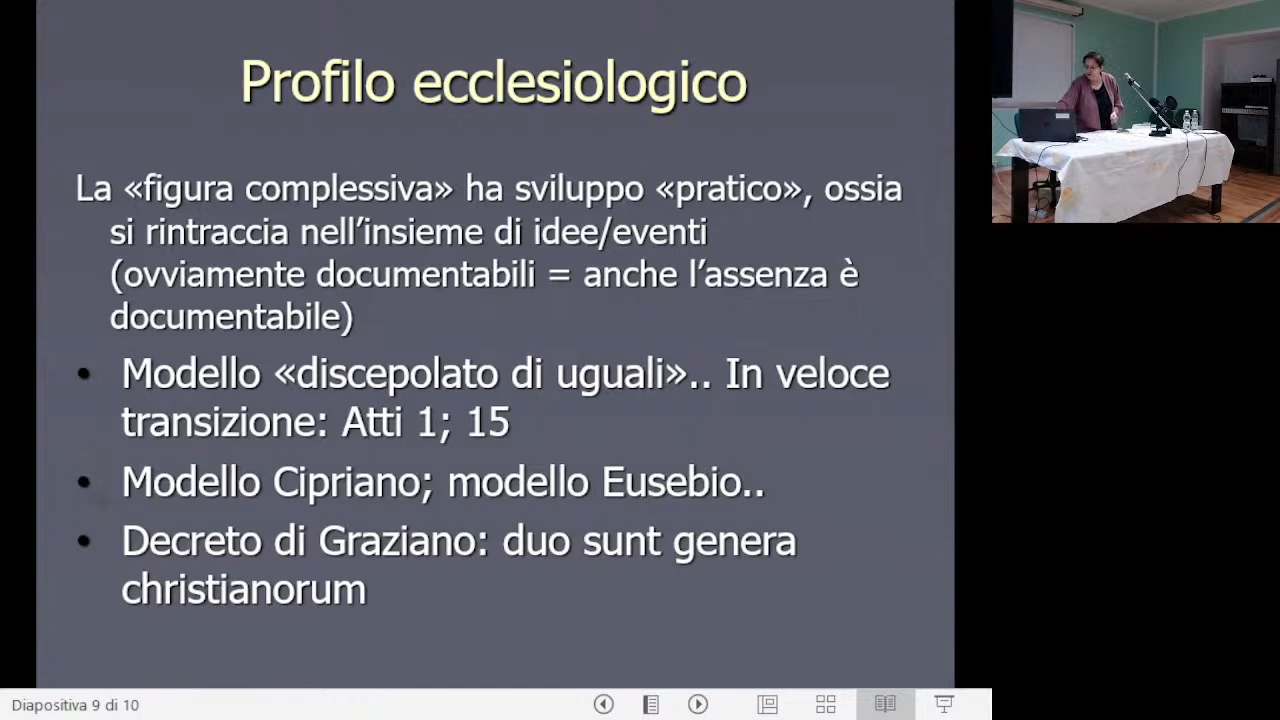 Profilo ecclesiologico
La «figura complessiva» ha sviluppo «pratico», ossia
si rintraccia nell’insieme di idee/eventi
(ovviamente documentabili = anche l’assenza è
documentabile)
• Modello «discepolato di uguali».. In veloce
transizione: Atti 1; 15
• Modello Cipriano; modello Eusebio..
• Decreto di Graziano: duo sunt genera
christianorum
Diapositiva 9 di 10